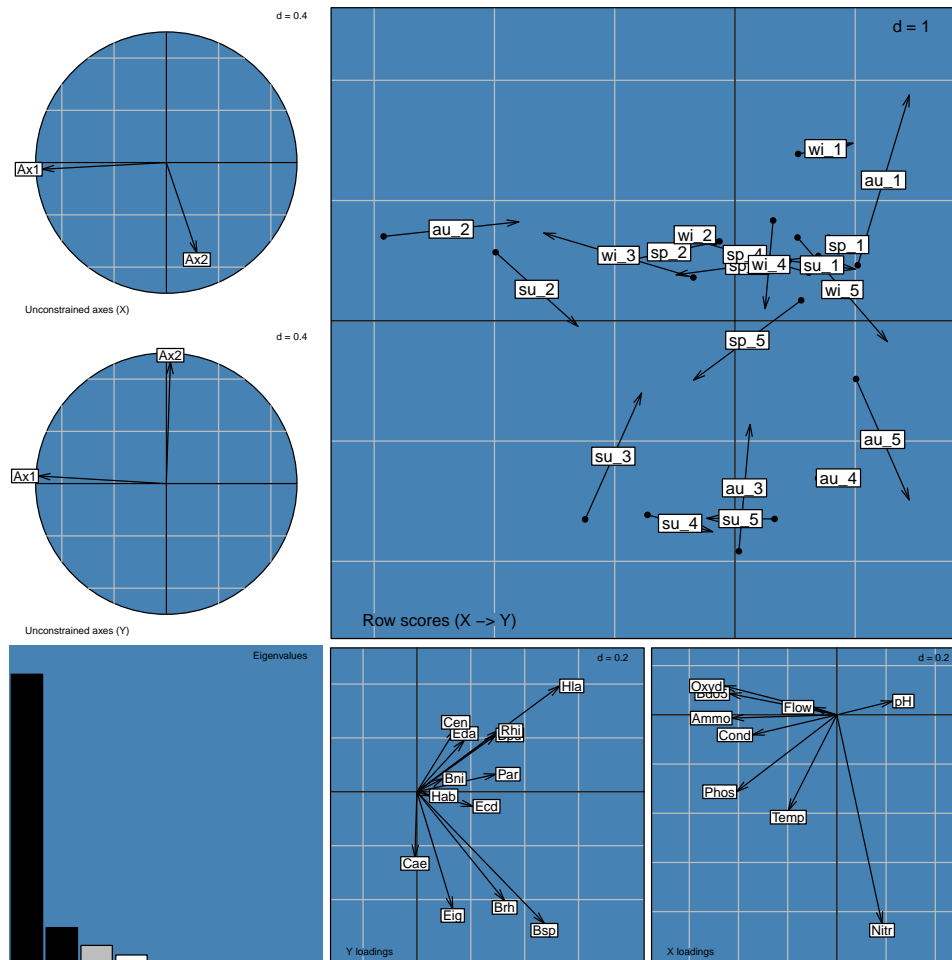 d = 0.4
Ax1
Ax2
Unconstrained axes (X)
d = 0.4
Ax2
Ax1
Unconstrained axes (Y)
d = 1
wi_1
au_1
au_2
wi_2
sp_1
wi_3
sp_2
sp_4
sp
wi_4
su_1
su_2
wi_5
sp_5
su_3
au_5
au_4
au_3
su_4
su_5
Row scores (X –> Y)
Eigenvalues
d = 0.2
Hla
Cen
Eda
Rhi
Bni
Par
Hab
Ecd
Cae
Eig
Brh
Bsp
Y loadings
d = 0.2
Oxyd
Bdo5
Flow
pH
Ammo
Cond
Phos
Temp
Nitr
X loadings